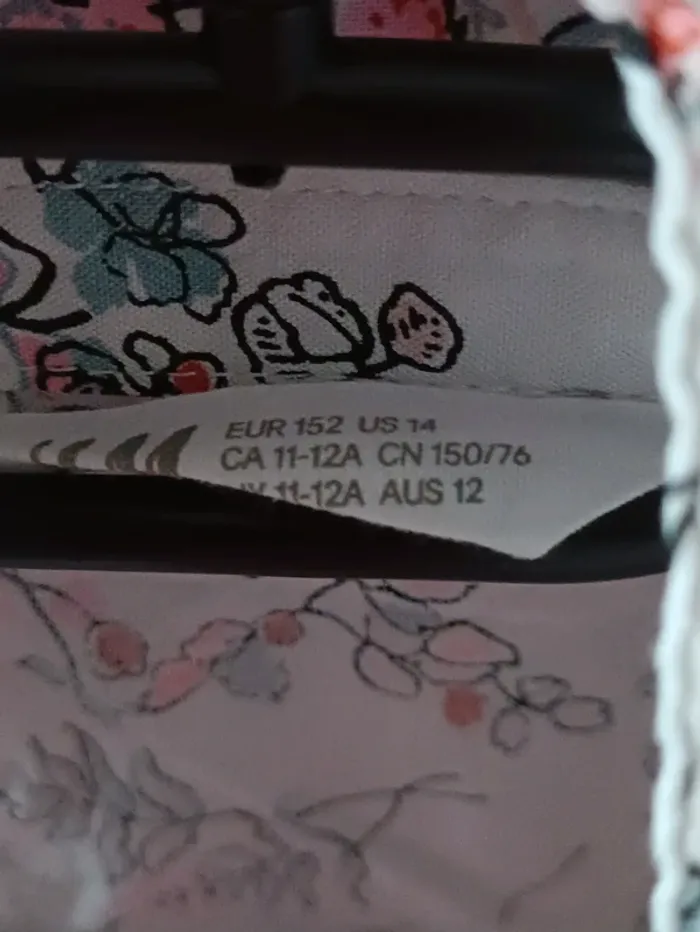 EUR 152 US 14
CA 11-12A CN 150/76
11-12A AUS 12